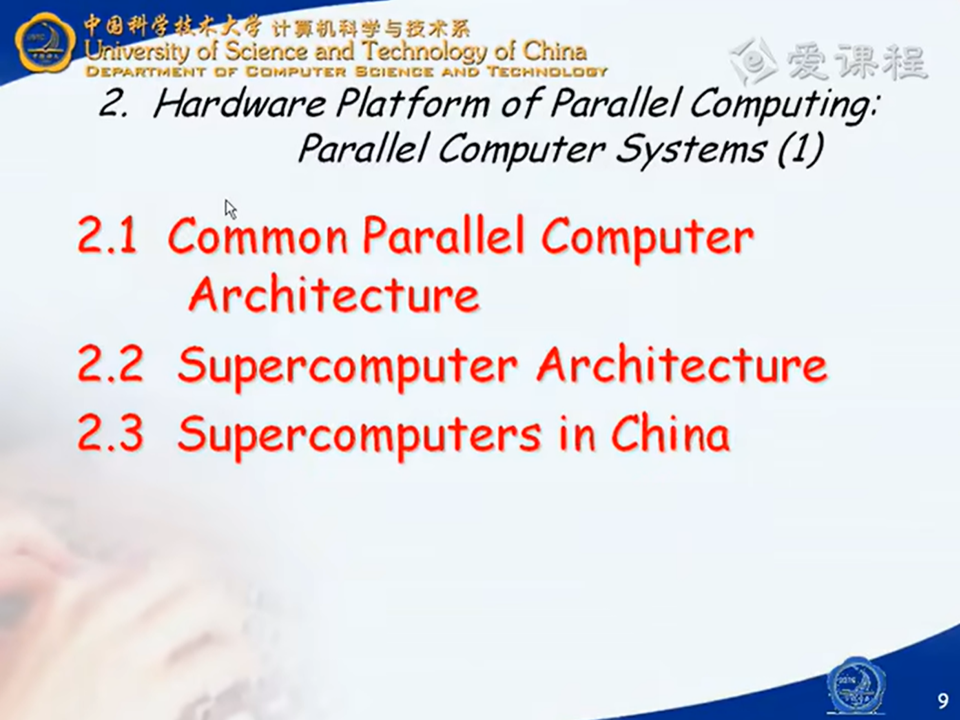 中国科学技术大学 计算机科学与技术系
University of Science and Technology of China
DEPARTMENT OF COMPUTER SCIENCE AND TECHNOLOGY
爱课程
2. Hardware Platform of Parallel Computing:
Parallel Computer Systems (1)
2.1 Common Parallel Computer
Architecture
2.2 Supercomputer Architecture
2.3 Supercomputers in China
9